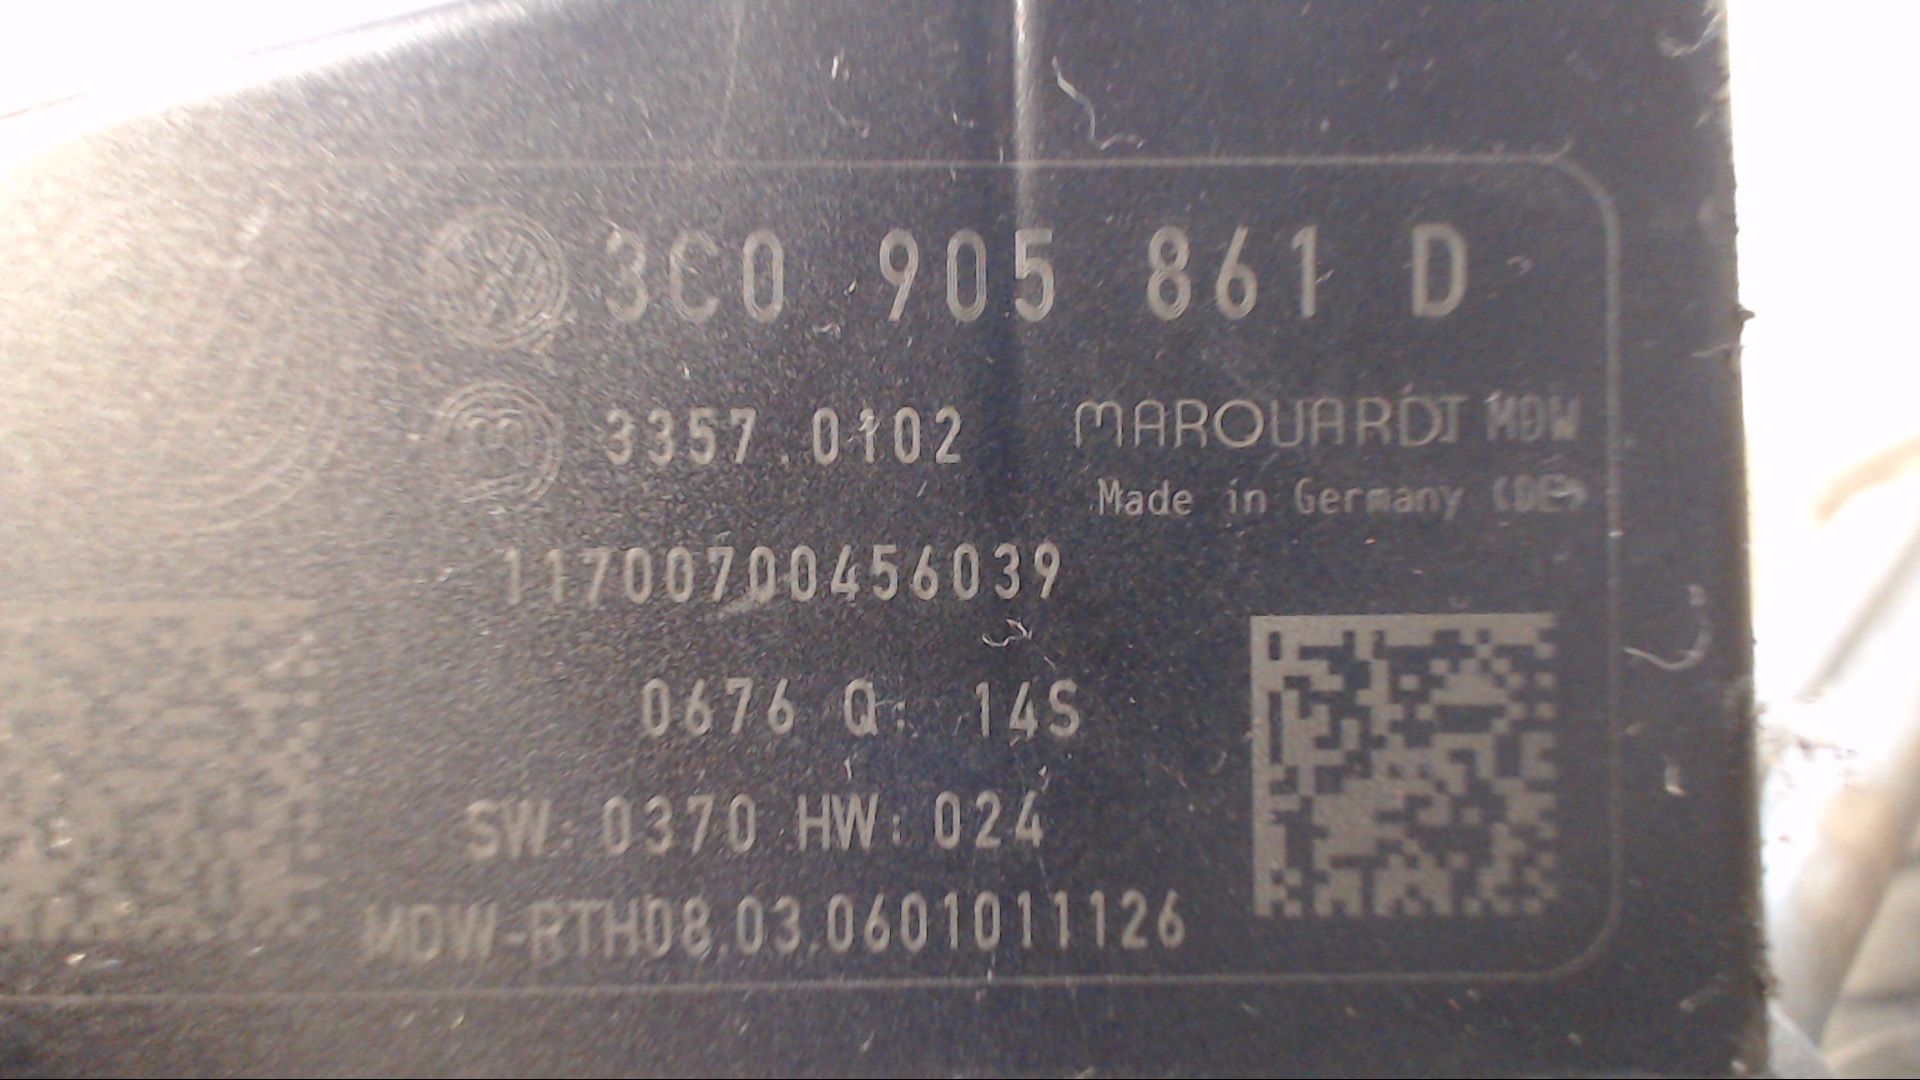 3C0 905 861 D
3357.0102 MARQUARDT MDW
Made in Germany (DE)
11700700456039
0676 Q: 14S
SW: 0370 HW: 024
MDW-RTH08.03.0601011126